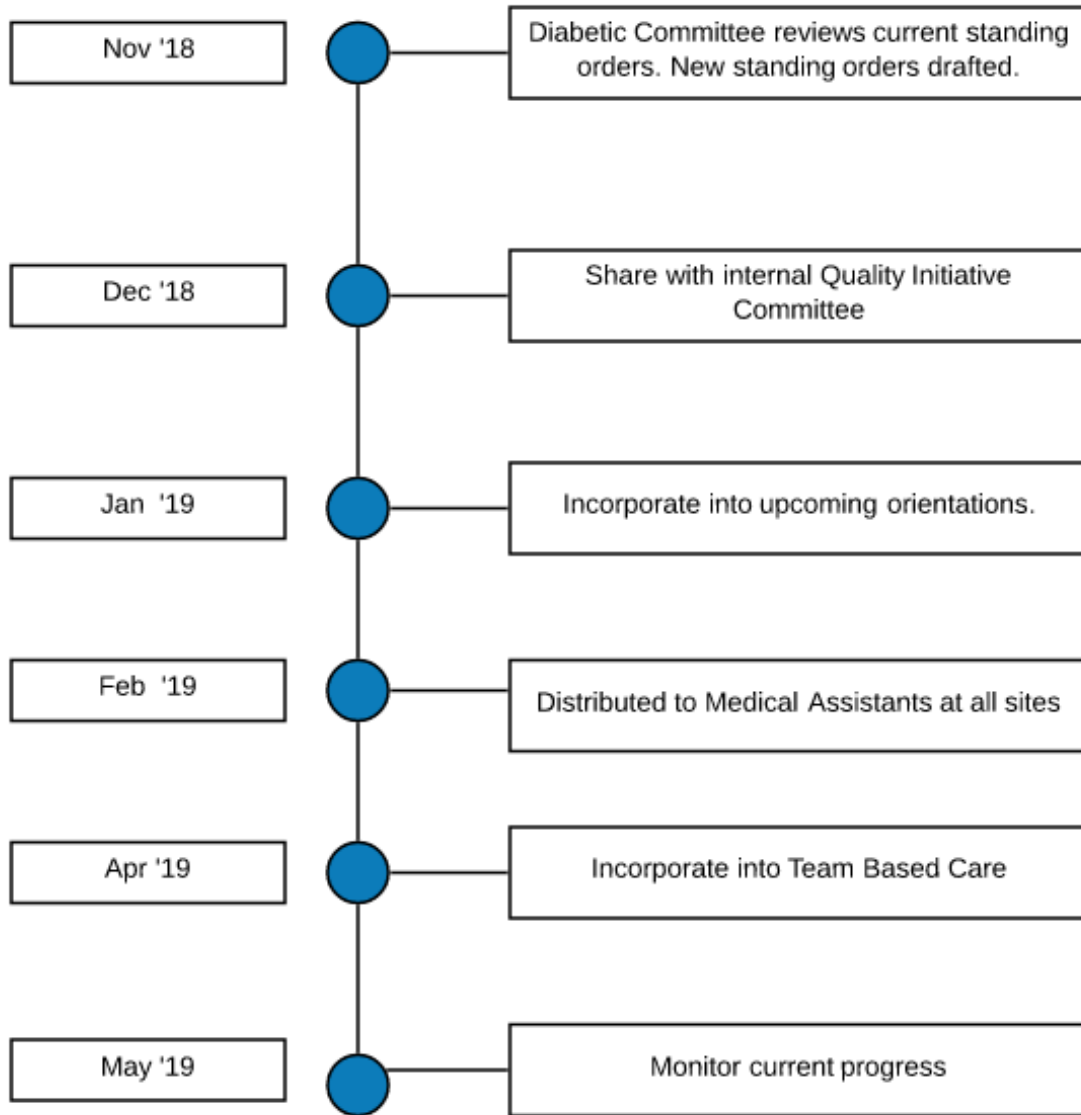 Nov '18
Diabetic Committee reviews current standing
orders. New standing orders drafted.
Dec '18
Share with internal Quality Initiative
Committee
Jan '19
Incorporate into upcoming orientations.
Feb '19
Distributed to Medical Assistants at all sites
Apr '19
Incorporate into Team Based Care
May '19
Monitor current progress